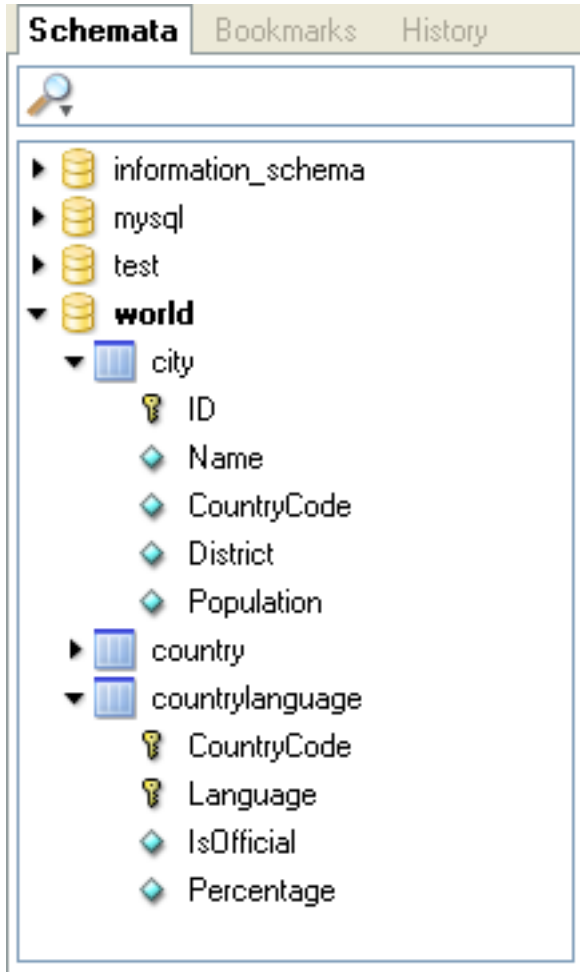 Schemata Bookmarks History
information_schema
mysql
test
world
city
ID
Name
CountryCode
District
Population
country
countrylanguage
CountryCode
Language
IsOfficial
Percentage